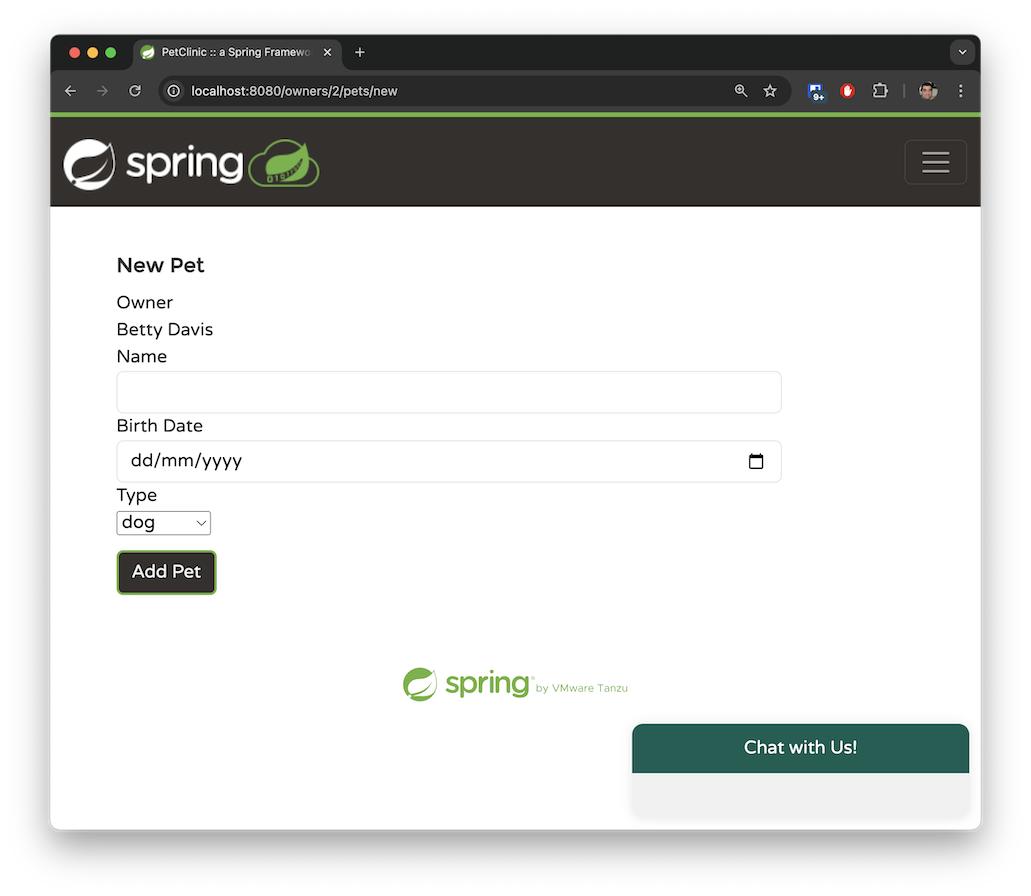 PetClinic :: a Spring Framewo
localhost:8080/owners/2/pets/new
9+
spring
New Pet
Owner
Betty Davis
Name
Birth Date
dd/mm/yyyy
Type
dog
Add Pet
spring by VMware Tanzu
Chat with Us!